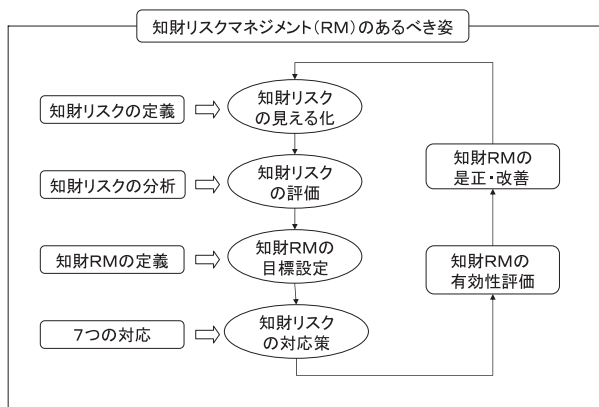 知財リスクマネジメント（RM）のあるべき姿
知財リスクの定義
知財リスク
の見える化
知財リスクの分析
知財リスク
の評価
知財RMの定義
知財RMの
目標設定
7つの対応
知財リスク
の対応策
知財RMの
是正・改善
知財RMの
有効性評価